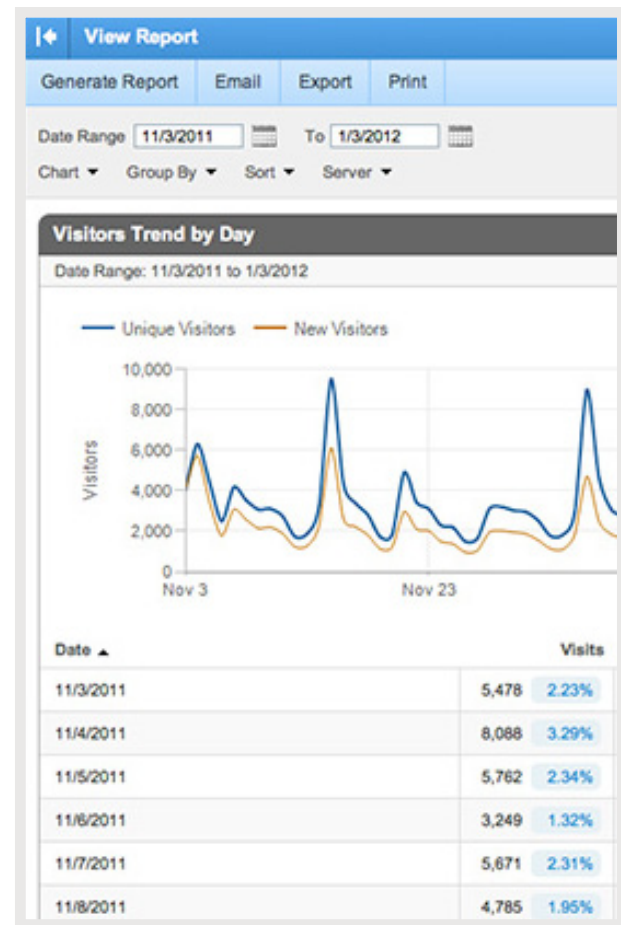 View Report
Generate Report Email Export Print
Date Range 11/3/2011 To 1/3/2012
Chart Group By Sort Server
Visitors Trend by Day
Date Range: 11/3/2011 to 1/3/2012
Unique Visitors New Visitors
10,000
8,000
6,000
4,000
2,000
0
Visitors
Nov 3 Nov 23
Date Visits
11/3/2011 5,478 2.23%
11/4/2011 8,088 3.29%
11/5/2011 5,762 2.34%
11/6/2011 3,249 1.32%
11/7/2011 5,671 2.31%
11/8/2011 4,785 1.95%